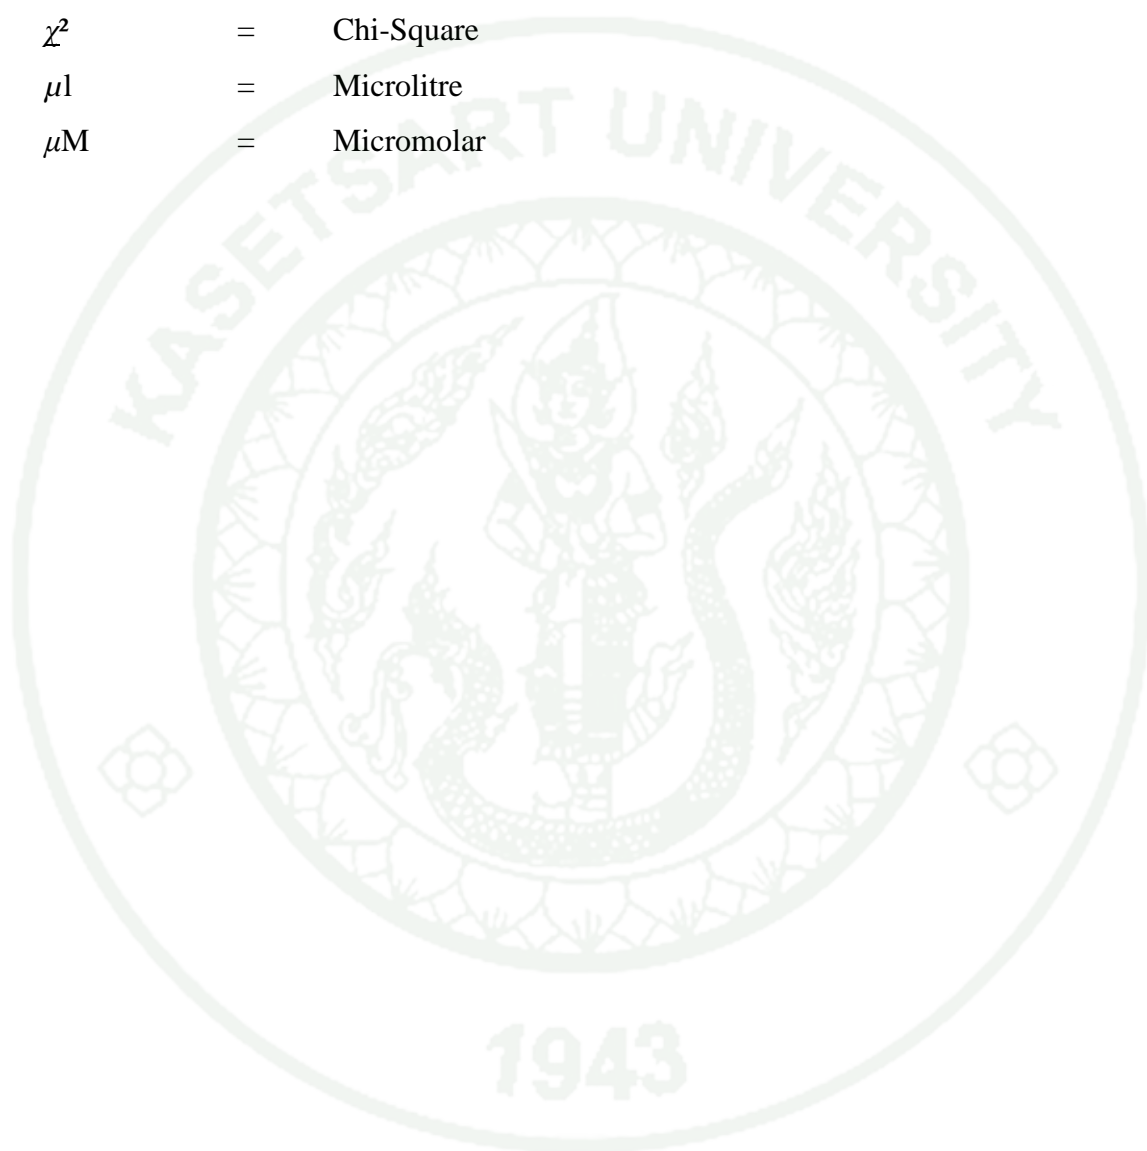 χ² = Chi-Square
μl = Microlitre
μM = Micromolar
KASETSART UNIVERSITY
1943